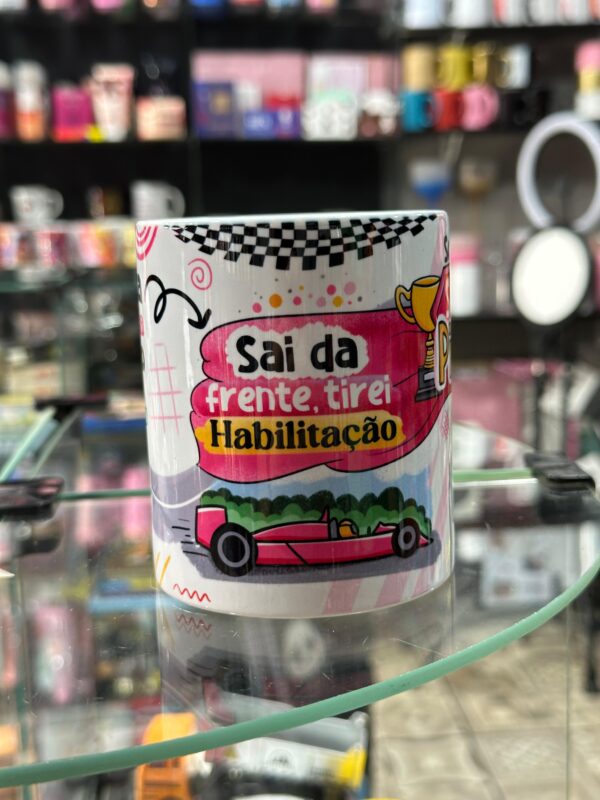 Sai da
frente, tirei
Habilitação